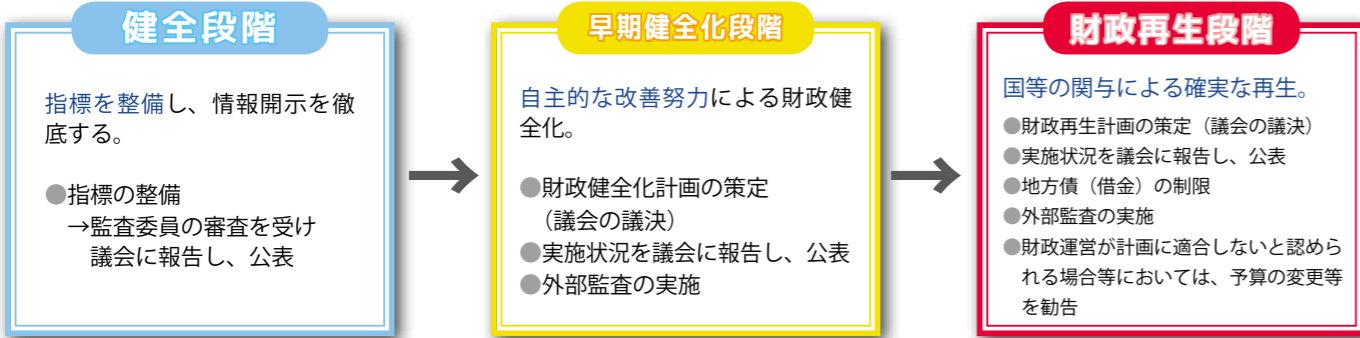 健全段階
指標を整備し、情報開示を徹
底する。
●指標の整備
→監査委員の審査を受け
議会に報告し、公表
早期健全化段階
自主的な改善努力による財政健
全化。
●財政健全化計画の策定
（議会の議決）
●実施状況を議会に報告し、公表
●外部監査の実施
財政再生段階
国等の関与による確実な再生。
●財政再生計画の策定（議会の議決）
●実施状況を議会に報告し、公表
●地方債（借金）の制限
●外部監査の実施
●財政運営が計画に適合しないと認めら
れる場合等においては、予算の変更等
を勧告